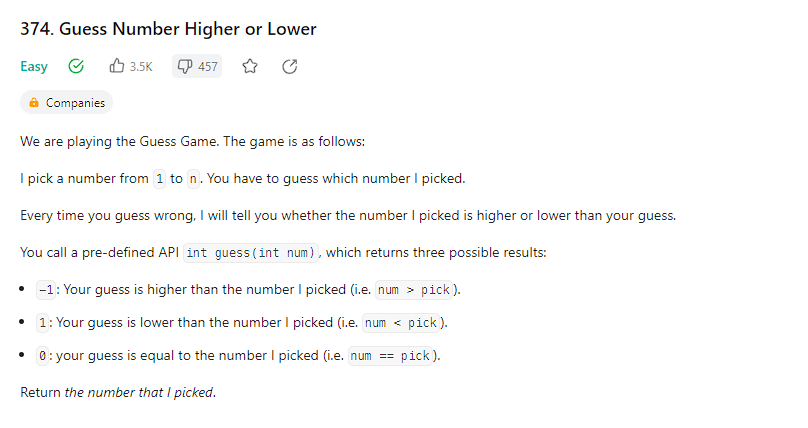 374. Guess Number Higher or Lower
Easy 3.5K 457
Companies
We are playing the Guess Game. The game is as follows:
I pick a number from 1 to n. You have to guess which number I picked.
Every time you guess wrong, I will tell you whether the number I picked is higher or lower than your guess.
You call a pre-defined API int guess(int num), which returns three possible results:
• -1: Your guess is higher than the number I picked (i.e. num > pick).
• 1: Your guess is lower than the number I picked (i.e. num < pick).
• 0: your guess is equal to the number I picked (i.e. num == pick).
Return the number that I picked.